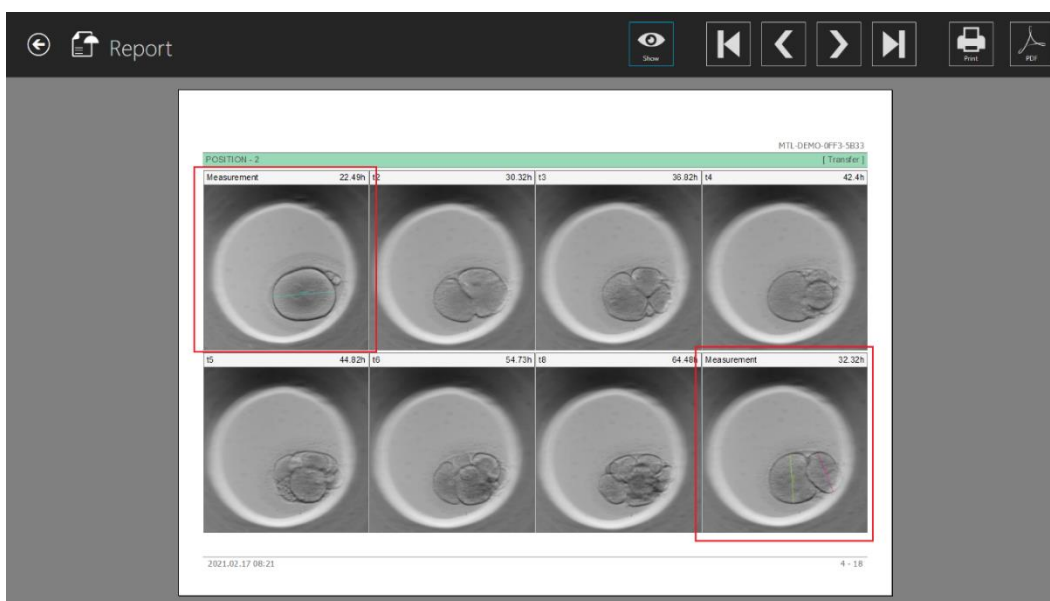 Report
Show
Print
PDF
MTL-DEMO-0FF3-5B33
POSITION - 2 [ Transfer ]
Measurement 22.49h t2 30.32h t3 36.82h t4 42.4h
t5 44.82h t6 54.73h t8 64.48h Measurement 32.32h
2021.02.17 08:21 4 - 18